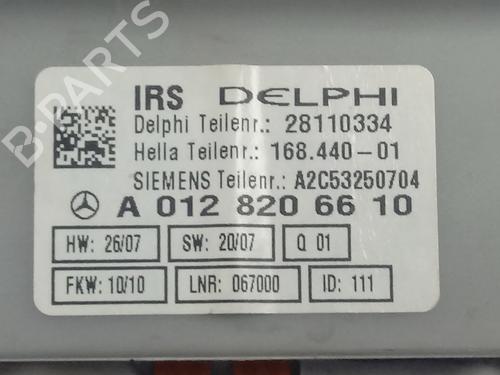 IRS DELPHI
Delphi Teilenr.: 28110334
Hella Teilenr.: 168.440-01
SIEMENS Teilenr.: A2C53250704
A 012 820 66 10
HW: 26/07 SW: 20/07 Q 01
FKW: 10/10 LNR: 067000 ID: 111
B-PARTS